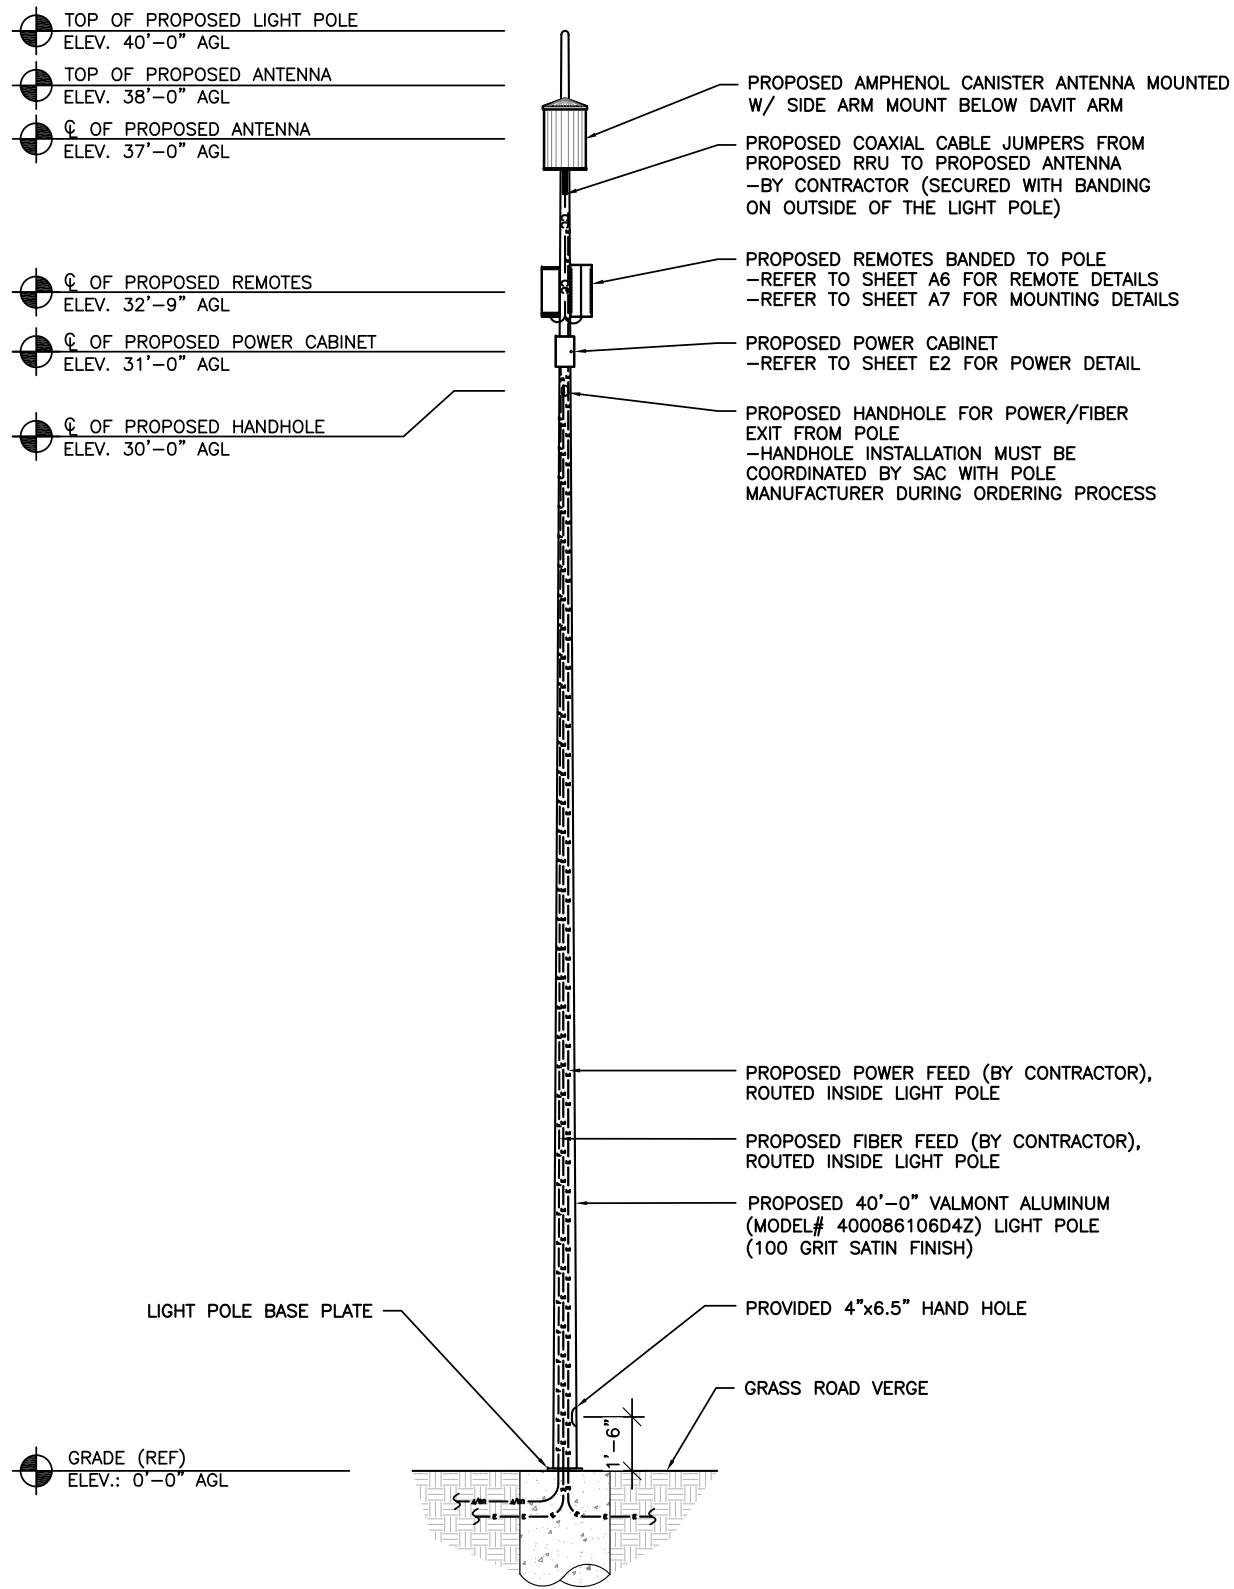 TOP OF PROPOSED LIGHT POLE
ELEV. 40'-0" AGL
TOP OF PROPOSED ANTENNA
ELEV. 38'-0" AGL
℄ OF PROPOSED ANTENNA
ELEV. 37'-0" AGL
℄ OF PROPOSED REMOTES
ELEV. 32'-9" AGL
℄ OF PROPOSED POWER CABINET
ELEV. 31'-0" AGL
℄ OF PROPOSED HANDHOLE
ELEV. 30'-0" AGL
PROPOSED AMPHENOL CANISTER ANTENNA MOUNTED
W/ SIDE ARM MOUNT BELOW DAVIT ARM
PROPOSED COAXIAL CABLE JUMPERS FROM
PROPOSED RRU TO PROPOSED ANTENNA
-BY CONTRACTOR (SECURED WITH BANDING
ON OUTSIDE OF THE LIGHT POLE)
PROPOSED REMOTES BANDED TO POLE
-REFER TO SHEET A6 FOR REMOTE DETAILS
-REFER TO SHEET A7 FOR MOUNTING DETAILS
PROPOSED POWER CABINET
-REFER TO SHEET E2 FOR POWER DETAIL
PROPOSED HANDHOLE FOR POWER/FIBER
EXIT FROM POLE
-HANDHOLE INSTALLATION MUST BE
COORDINATED BY SAC WITH POLE
MANUFACTURER DURING ORDERING PROCESS
PROPOSED POWER FEED (BY CONTRACTOR),
ROUTED INSIDE LIGHT POLE
PROPOSED FIBER FEED (BY CONTRACTOR),
ROUTED INSIDE LIGHT POLE
PROPOSED 40'-0" VALMONT ALUMINUM
(MODEL# 400086106D4Z) LIGHT POLE
(100 GRIT SATIN FINISH)
LIGHT POLE BASE PLATE
PROVIDED 4"x6.5" HAND HOLE
GRASS ROAD VERGE
1'-6"
GRADE (REF)
ELEV.: 0'-0" AGL